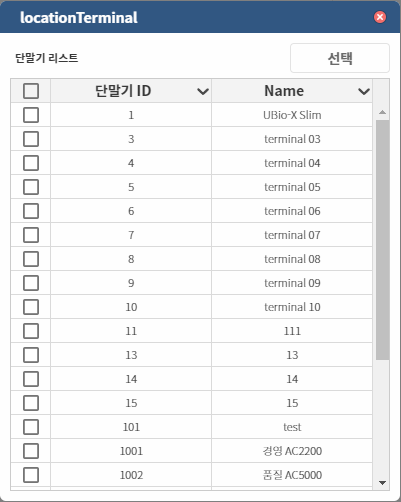 locationTerminal
단말기 리스트
선택
단말기 ID Name
1 UBio-X Slim
3 terminal 03
4 terminal 04
5 terminal 05
6 terminal 06
7 terminal 07
8 terminal 08
9 terminal 09
10 terminal 10
11 111
13 13
14 14
15 15
101 test
1001 경영 AC2200
1002 품질 AC5000